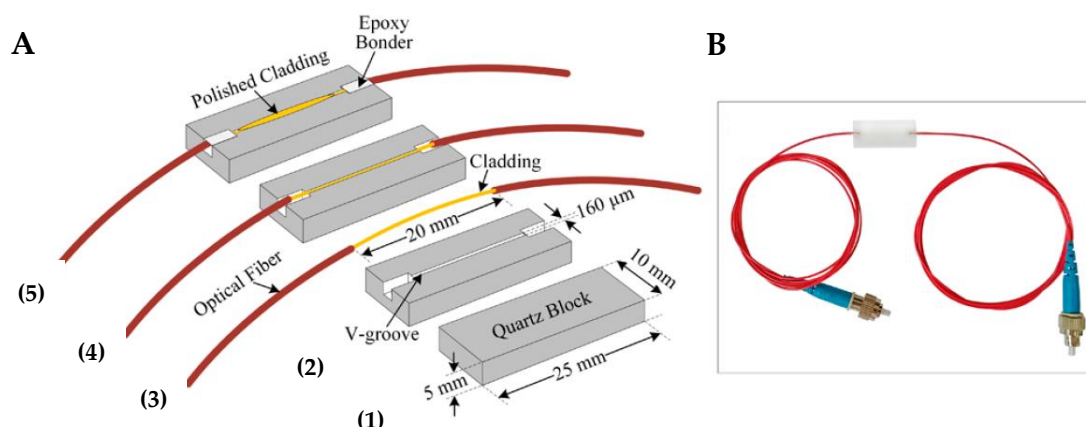 A
B
Epoxy
Bonder
Polished Cladding
Cladding
160 μm
20 mm
10 mm
Optical Fiber
Quartz Block
V-groove
5 mm
25 mm
(5)
(4)
(3)
(2)
(1)